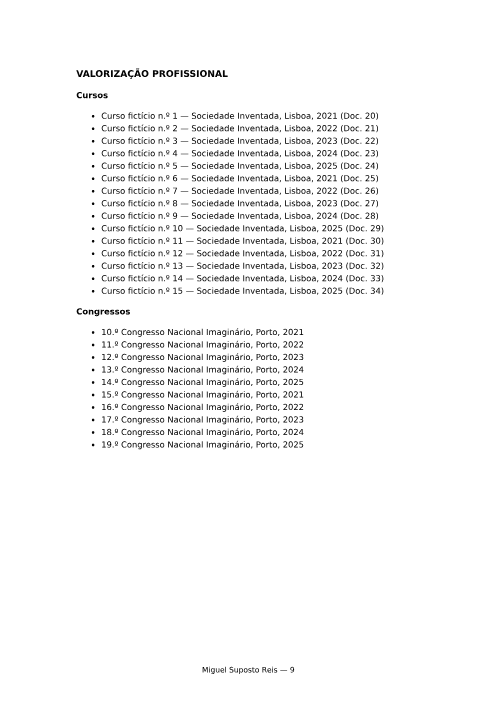 VALORIZAÇÃO PROFISSIONAL
Cursos
• Curso fictício n.º 1 — Sociedade Inventada, Lisboa, 2021 (Doc. 20)
• Curso fictício n.º 2 — Sociedade Inventada, Lisboa, 2022 (Doc. 21)
• Curso fictício n.º 3 — Sociedade Inventada, Lisboa, 2023 (Doc. 22)
• Curso fictício n.º 4 — Sociedade Inventada, Lisboa, 2024 (Doc. 23)
• Curso fictício n.º 5 — Sociedade Inventada, Lisboa, 2025 (Doc. 24)
• Curso fictício n.º 6 — Sociedade Inventada, Lisboa, 2021 (Doc. 25)
• Curso fictício n.º 7 — Sociedade Inventada, Lisboa, 2022 (Doc. 26)
• Curso fictício n.º 8 — Sociedade Inventada, Lisboa, 2023 (Doc. 27)
• Curso fictício n.º 9 — Sociedade Inventada, Lisboa, 2024 (Doc. 28)
• Curso fictício n.º 10 — Sociedade Inventada, Lisboa, 2025 (Doc. 29)
• Curso fictício n.º 11 — Sociedade Inventada, Lisboa, 2021 (Doc. 30)
• Curso fictício n.º 12 — Sociedade Inventada, Lisboa, 2022 (Doc. 31)
• Curso fictício n.º 13 — Sociedade Inventada, Lisboa, 2023 (Doc. 32)
• Curso fictício n.º 14 — Sociedade Inventada, Lisboa, 2024 (Doc. 33)
• Curso fictício n.º 15 — Sociedade Inventada, Lisboa, 2025 (Doc. 34)
Congressos
• 10.º Congresso Nacional Imaginário, Porto, 2021
• 11.º Congresso Nacional Imaginário, Porto, 2022
• 12.º Congresso Nacional Imaginário, Porto, 2023
• 13.º Congresso Nacional Imaginário, Porto, 2024
• 14.º Congresso Nacional Imaginário, Porto, 2025
• 15.º Congresso Nacional Imaginário, Porto, 2021
• 16.º Congresso Nacional Imaginário, Porto, 2022
• 17.º Congresso Nacional Imaginário, Porto, 2023
• 18.º Congresso Nacional Imaginário, Porto, 2024
• 19.º Congresso Nacional Imaginário, Porto, 2025
Miguel Suposto Reis — 9